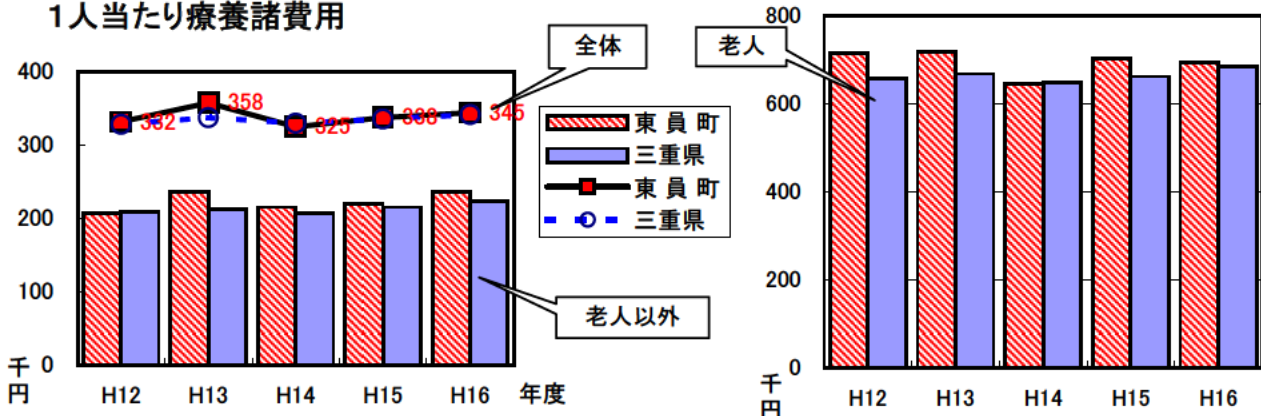 1人当たり療養諸費用
全体
400
300
200
100
0
332
358
325
338
345
東員町
三重県
東員町
三重県
老人以外
千円
H12
H13
H14
H15
H16
年度
老人
800
600
400
200
0
千円
H12
H13
H14
H15
H16